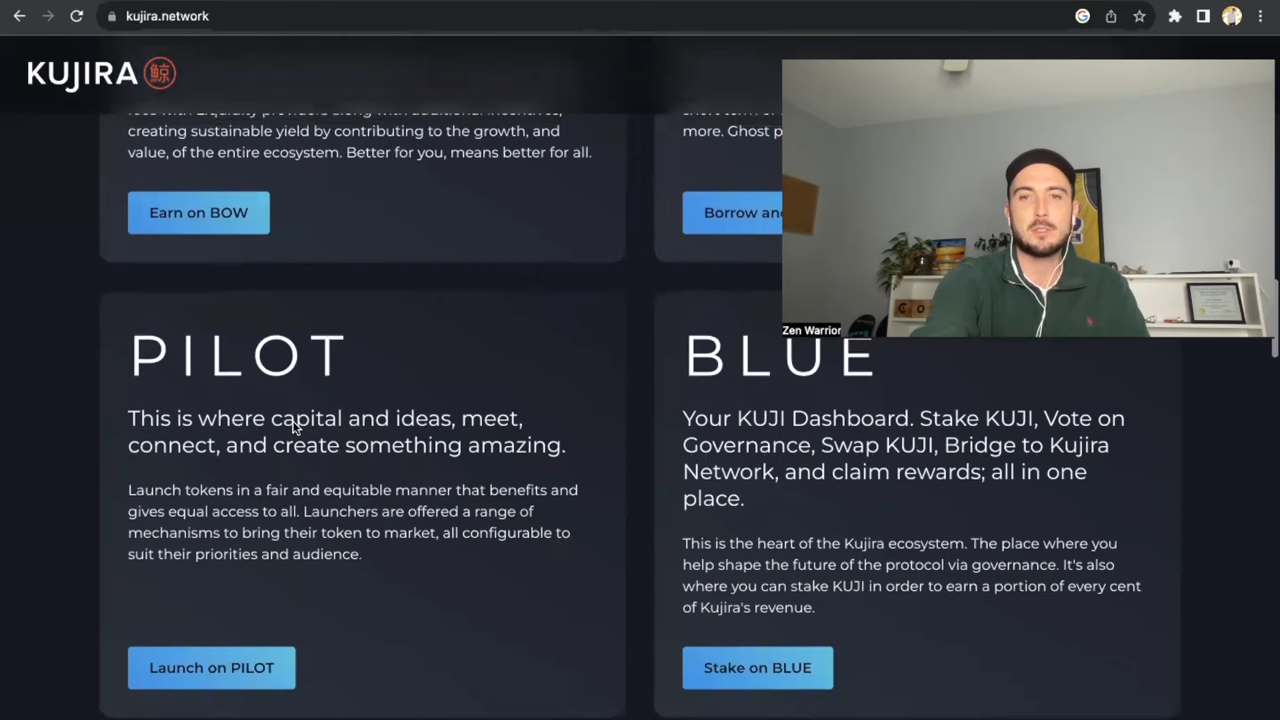 kujira.network
KUJIRA 鯨
creating sustainable yield by contributing to the growth, and
value, of the entire ecosystem. Better for you, means better for all.
Earn on BOW
more. Ghost p
Borrow an
Zen Warrior
PILOT
This is where capital and ideas, meet,
connect, and create something amazing.
Launch tokens in a fair and equitable manner that benefits and
gives equal access to all. Launchers are offered a range of
mechanisms to bring their token to market, all configurable to
suit their priorities and audience.
Launch on PILOT
BLUE
Your KUJI Dashboard. Stake KUJI, Vote on
Governance, Swap KUJI, Bridge to Kujira
Network, and claim rewards; all in one
place.
This is the heart of the Kujira ecosystem. The place where you
help shape the future of the protocol via governance. It's also
where you can stake KUJI in order to earn a portion of every cent
of Kujira's revenue.
Stake on BLUE